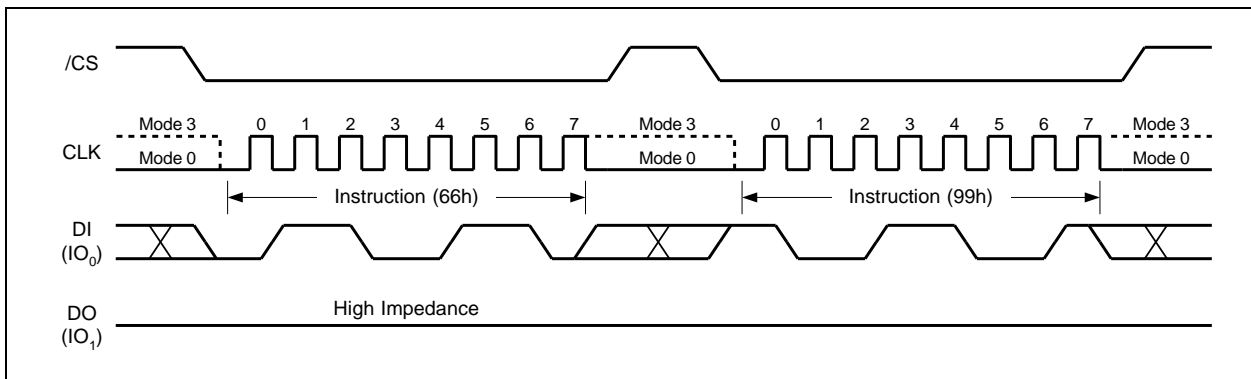 /CS
Mode 3 0 1 2 3 4 5 6 7 Mode 3 0 1 2 3 4 5 6 7 Mode 3
CLK
Mode 0 Mode 0 Mode 0
Instruction (66h) Instruction (99h)
DI
(IO₀)
High Impedance
DO
(IO₁)